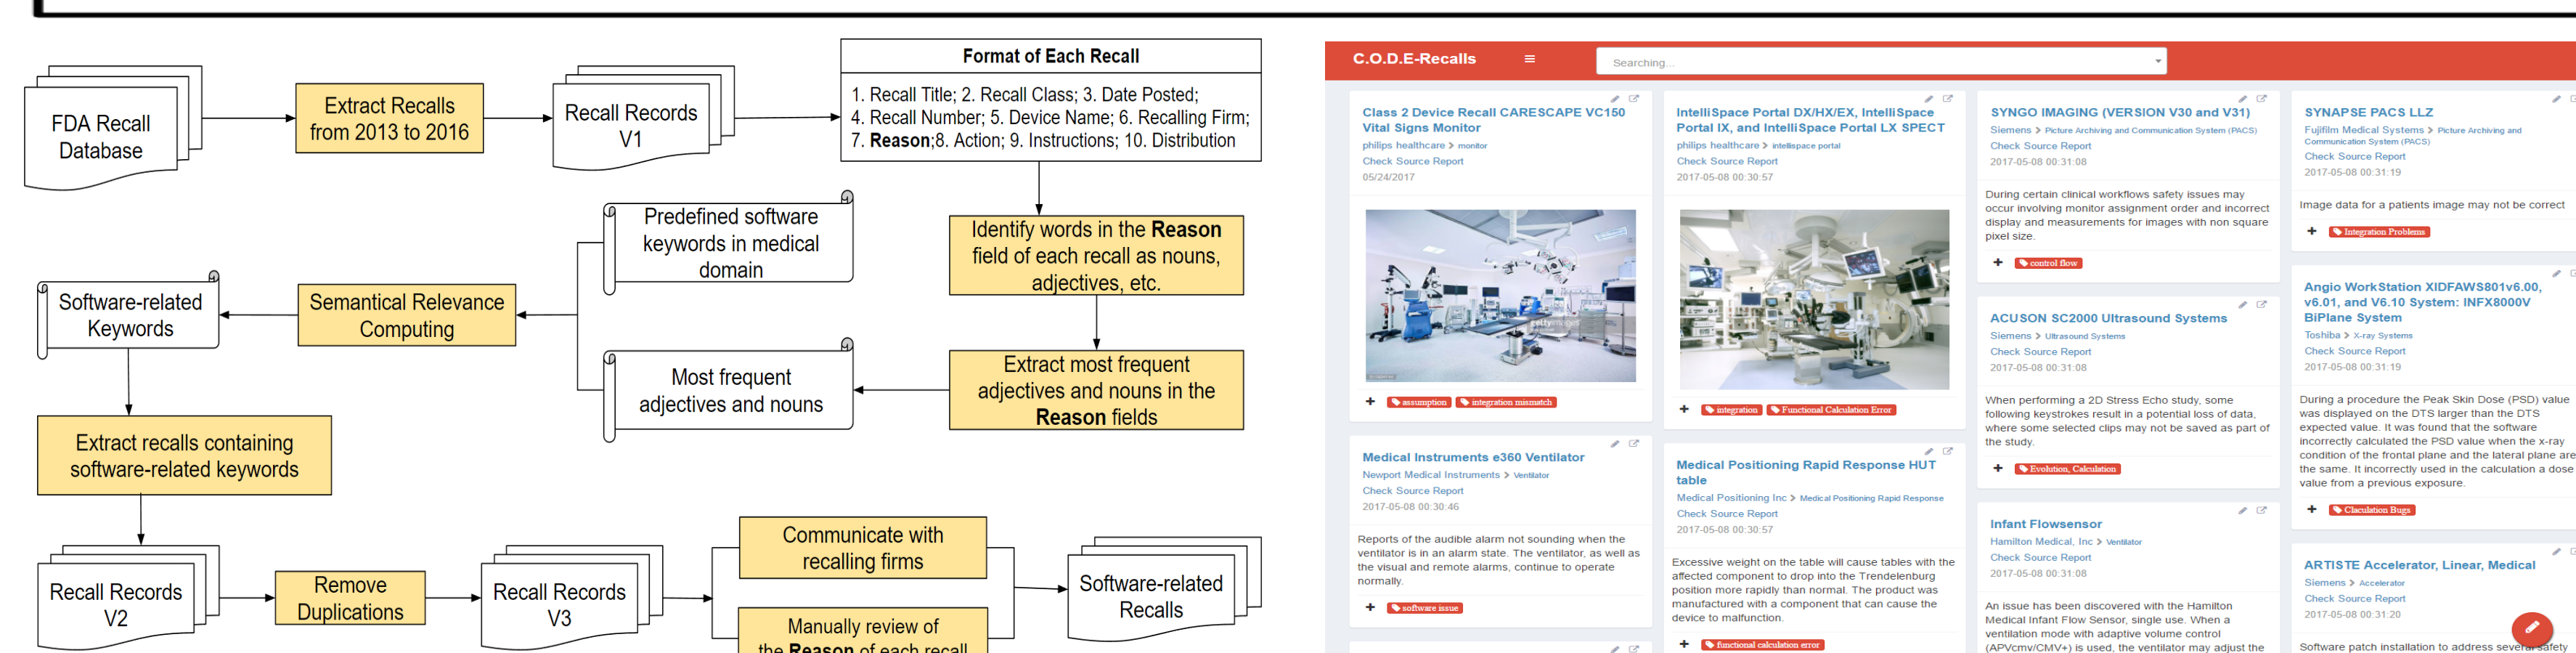 FDA Recall
Database
Extract Recalls
from 2013 to 2016
Recall Records
V1
Format of Each Recall
1. Recall Title; 2. Recall Class; 3. Date Posted;
4. Recall Number; 5. Device Name; 6. Recalling Firm;
7. Reason;8. Action; 9. Instructions; 10. Distribution
Identify words in the Reason
field of each recall as nouns,
adjectives, etc.
Extract most frequent
adjectives and nouns in the
Reason fields
Predefined software
keywords in medical
domain
Most frequent
adjectives and nouns
Semantical Relevance
Computing
Software-related
Keywords
Extract recalls containing
software-related keywords
Recall Records
V2
Remove
Duplications
Recall Records
V3
Communicate with
recalling firms
Manually review of
the Reason of each recall
Software-related
Recalls
C.O.D.E-Recalls
Searching...
Class 2 Device Recall CARESCAPE VC150
Vital Signs Monitor
philips healthcare > monitor
Check Source Report
05/24/2017
+ assumption integration mismatch
Medical Instruments e360 Ventilator
Newport Medical Instruments > Ventilator
Check Source Report
2017-05-08 00:30:46
Reports of the audible alarm not sounding when the
ventilator is in an alarm state. The ventilator, as well as
the visual and remote alarms, continue to operate
normally.
+ software issue
IntelliSpace Portal DX/HX/EX, IntelliSpace
Portal IX, and IntelliSpace Portal LX SPECT
philips healthcare > intellispace portal
Check Source Report
2017-05-08 00:30:57
+ integration Functional Calculation Error
Medical Positioning Rapid Response HUT
table
Medical Positioning Inc > Medical Positioning Rapid Response
Check Source Report
2017-05-08 00:30:57
Excessive weight on the table will cause tables with the
affected component to drop into the Trendelenburg
position more rapidly than normal. The product was
manufactured with a component that can cause the
device to malfunction.
+ functional calculation error
SYNGO IMAGING (VERSION V30 and V31)
Siemens > Picture Archiving and Communication System (PACS)
Check Source Report
2017-05-08 00:31:08
During certain clinical workflows safety issues may
occur involving monitor assignment order and incorrect
display and measurements for images with non square
pixel size.
+ control flow
ACUSON SC2000 Ultrasound Systems
Siemens > Ultrasound Systems
Check Source Report
2017-05-08 00:31:08
When performing a 2D Stress Echo study, some
following keystrokes result in a potential loss of data,
where some selected clips may not be saved as part of
the study.
+ Evolution, Calculation
Infant Flowsensor
Hamilton Medical, Inc > Ventilator
Check Source Report
2017-05-08 00:31:08
An issue has been discovered with the Hamilton
Medical Infant Flow Sensor, single use. When a
ventilation mode with adaptive volume control
(APVcmv/CMV+) is used, the ventilator may adjust the
SYNAPSE PACS LLZ
Fujifilm Medical Systems > Picture Archiving and
Communication System (PACS)
Check Source Report
2017-05-08 00:31:19
Image data for a patients image may not be correct
+ Integration Problems
Angio WorkStation XIDFAWS801v6.00,
v6.01, and V6.10 System: INFX8000V
BiPlane System
Toshiba > X-ray Systems
Check Source Report
2017-05-08 00:31:19
During a procedure the Peak Skin Dose (PSD) value
was displayed on the DTS larger than the DTS
expected value. It was found that the software
incorrectly calculated the PSD value when the x-ray
condition of the frontal plane and the lateral plane are
the same. It incorrectly used in the calculation a dose
value from a previous exposure.
+ Claculation Bugs
ARTISTE Accelerator, Linear, Medical
Siemens > Accelerator
Check Source Report
2017-05-08 00:31:20
Software patch installation to address several safety